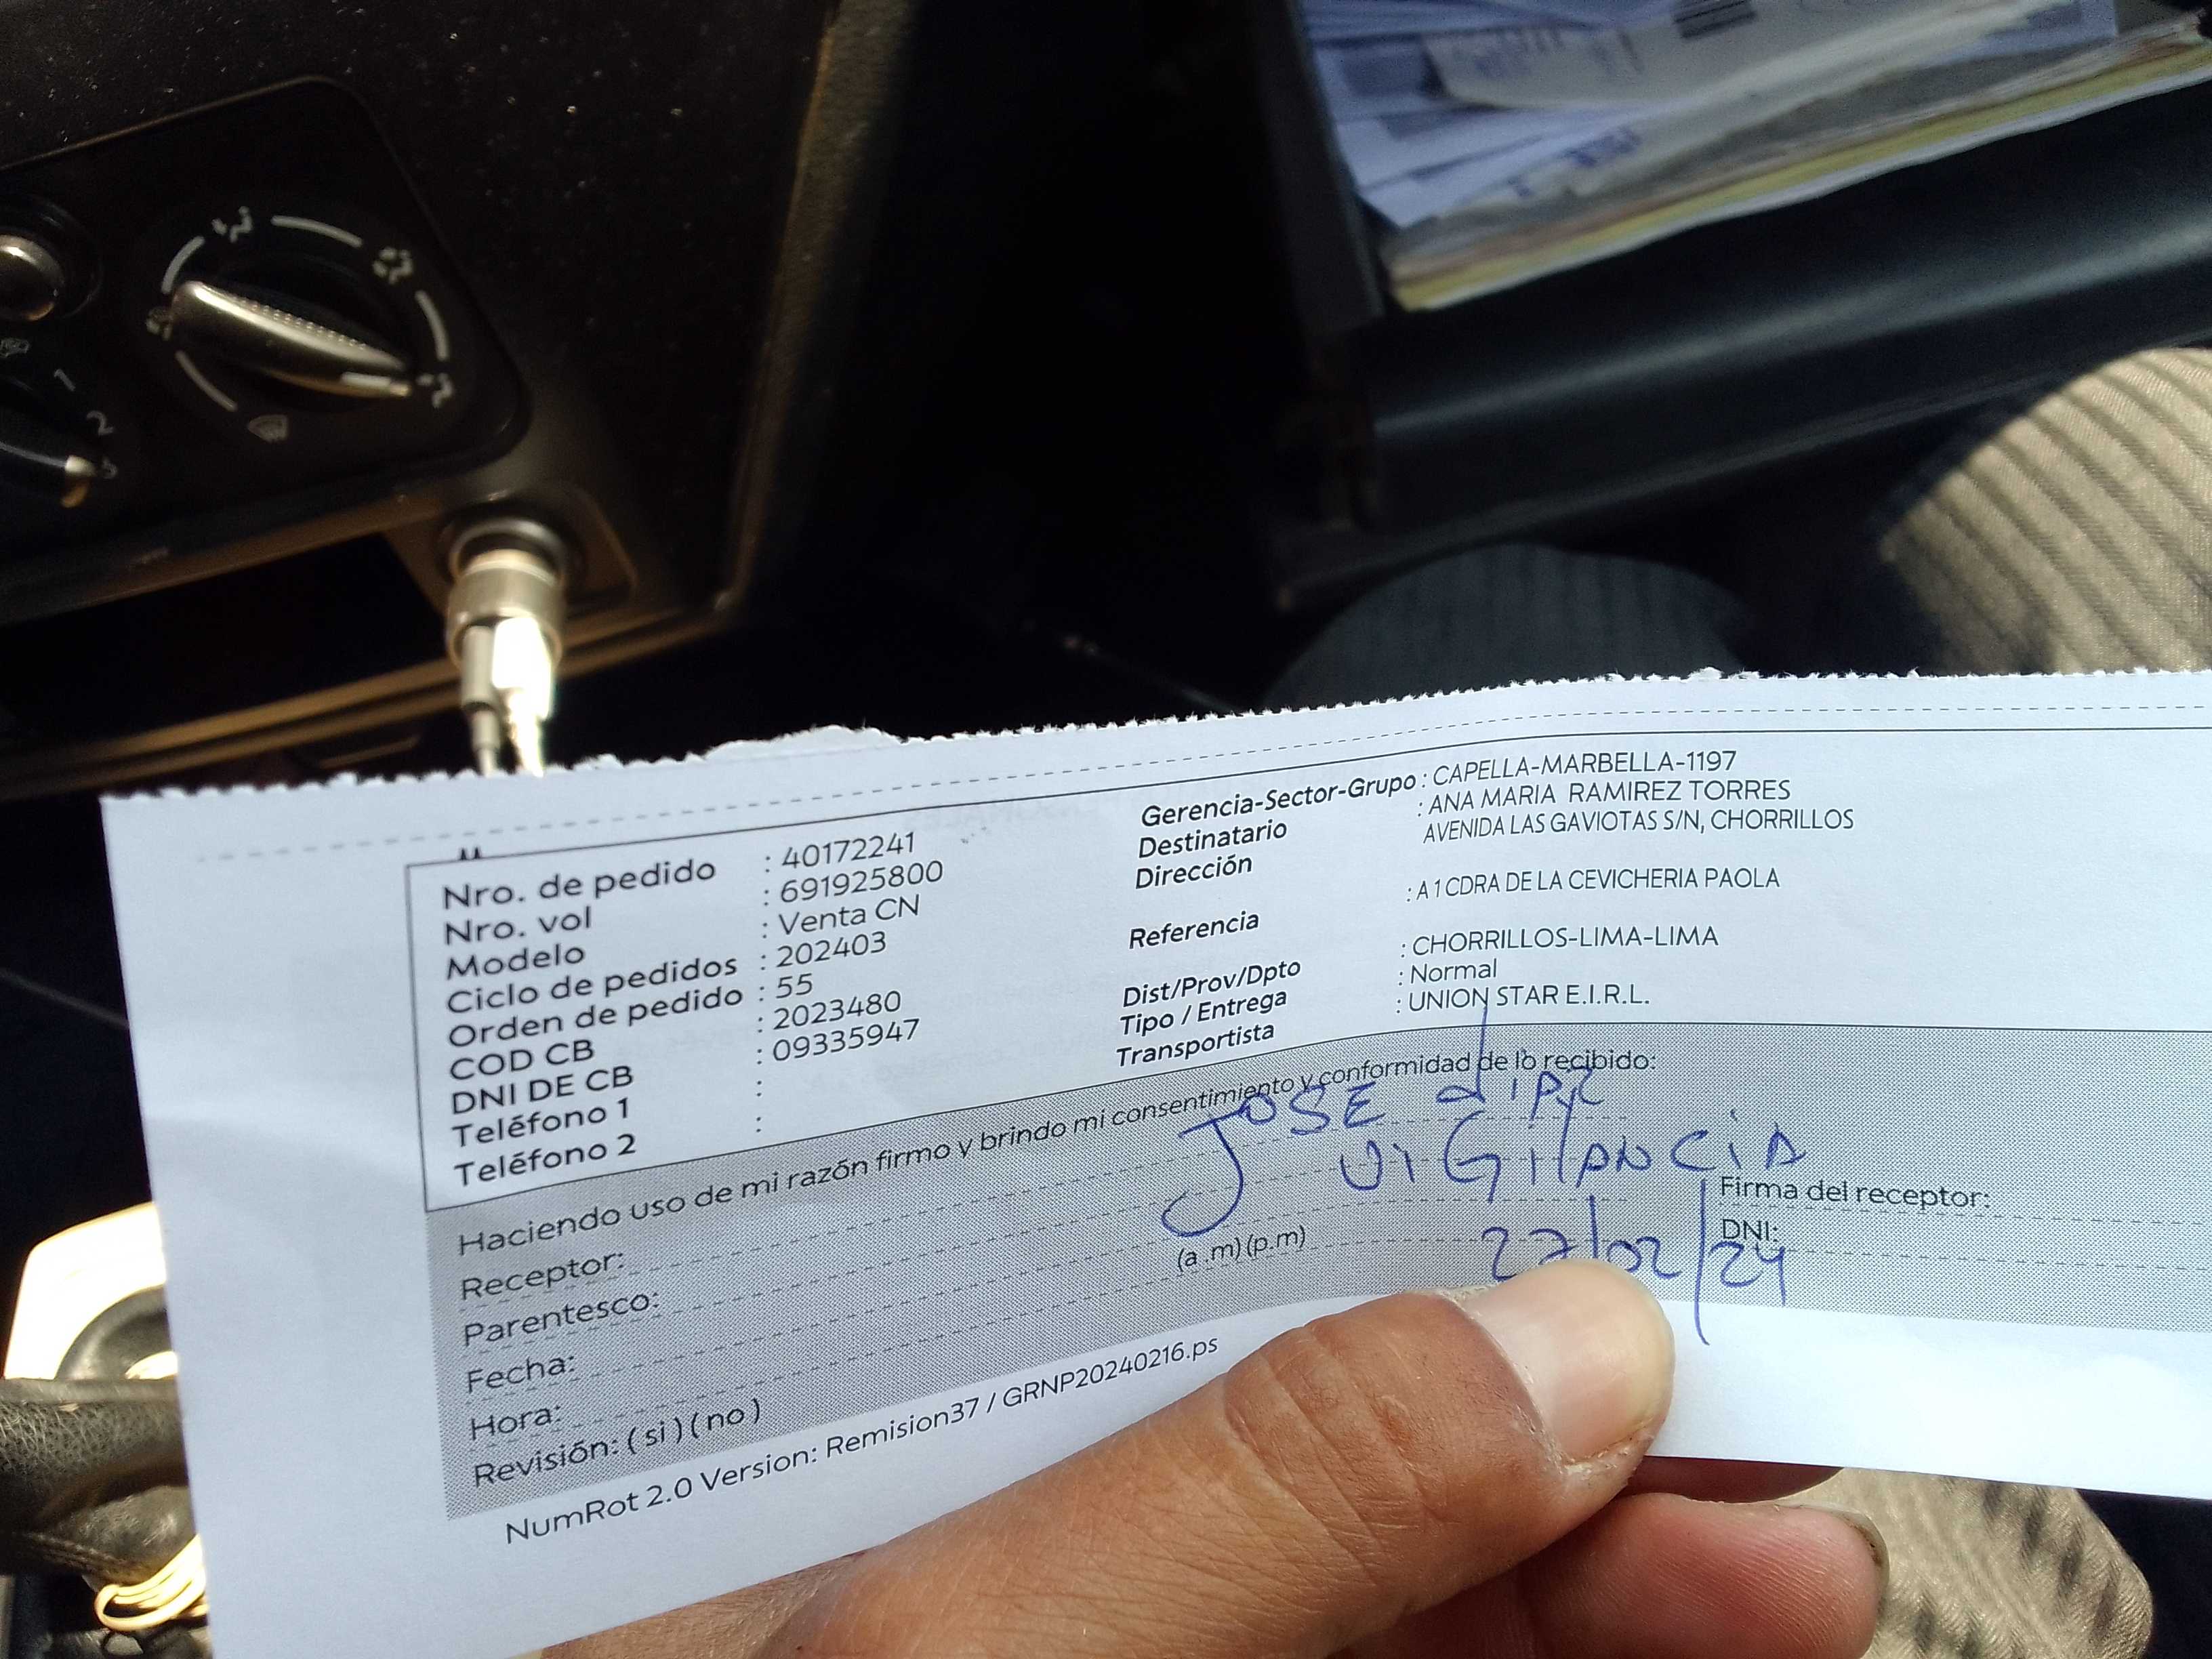 Nro. de pedido : 40172241
Nro. vol : 691925800
Modelo : Venta CN
Ciclo de pedidos : 202403
Orden de pedido : 55
COD CB : 2023480
DNI DE CB : 09335947
Teléfono 1 :
Teléfono 2 :
Gerencia-Sector-Grupo : CAPELLA-MARBELLA-1197
Destinatario : ANA MARIA RAMIREZ TORRES
Dirección AVENIDA LAS GAVIOTAS S/N, CHORRILLOS
Referencia : A 1 CDRA DE LA CEVICHERIA PAOLA
Dist/Prov/Dpto : CHORRILLOS-LIMA-LIMA
Tipo / Entrega : Normal
Transportista : UNION STAR E.I.R.L.
Haciendo uso de mi razón firmo y brindo mi consentimiento y conformidad de lo recibido:
JOSE
Receptor:
VIGILANCIA
Parentesco:
Firma del receptor:
Fecha:
(a.m) (p.m)
27/02/24
DNI:
Hora:
Revisión: ( si ) ( no )
NumRot 2.0 Version: Remision37 / GRNP20240216.ps
1
2
3